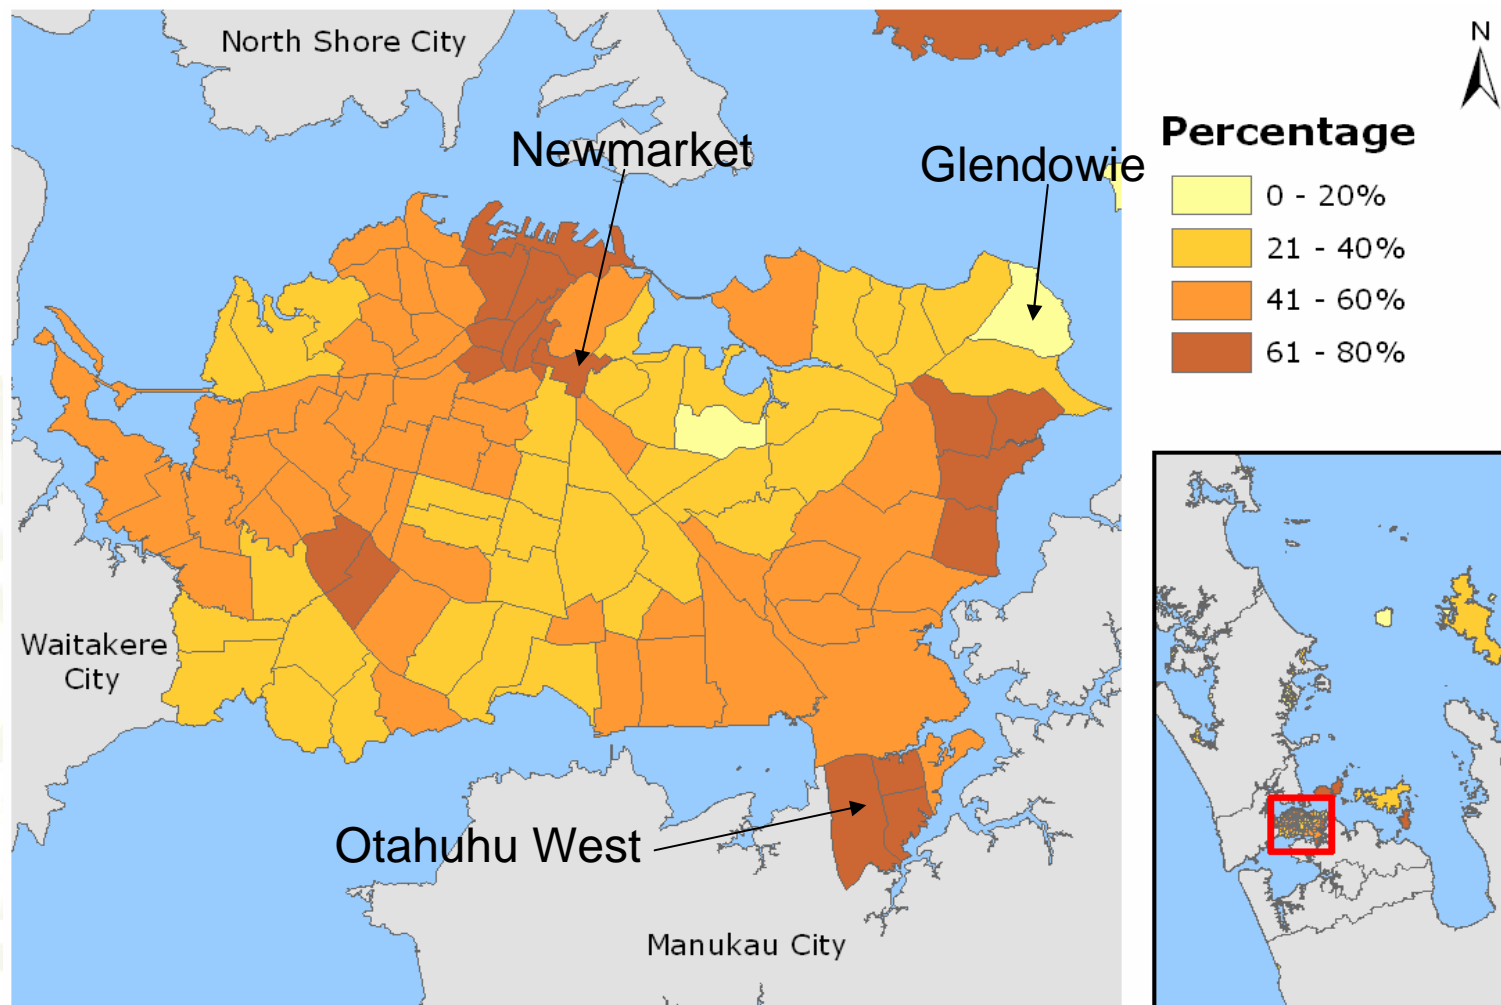 North Shore City
N
Newmarket
Glendowie
Percentage
0 - 20%
21 - 40%
41 - 60%
61 - 80%
Waitakere
City
Otahuhu West
Manukau City